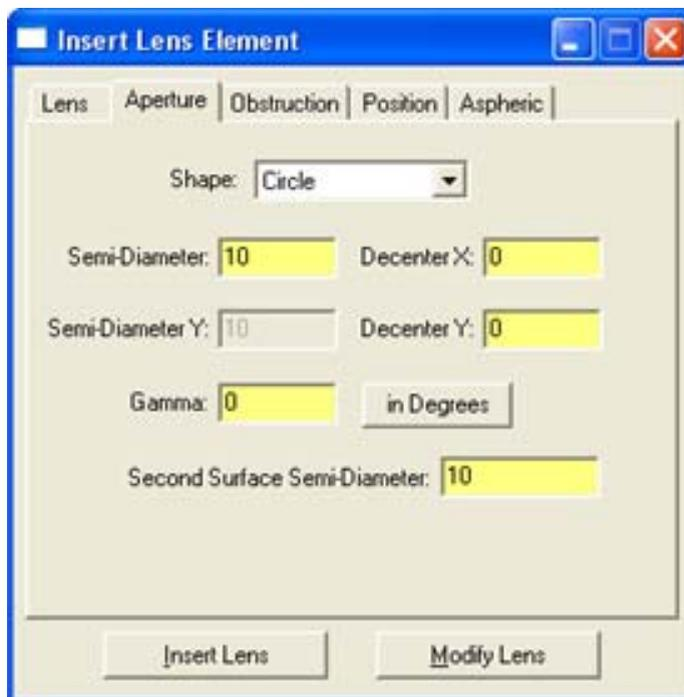 Insert Lens Element
Lens Aperture Obstruction Position Aspheric
Shape: Circle
Semi-Diameter: 10 Decenter X: 0
Semi-Diameter Y: 10 Decenter Y: 0
Gamma: 0 in Degrees
Second Surface Semi-Diameter: 10
Insert Lens Modify Lens